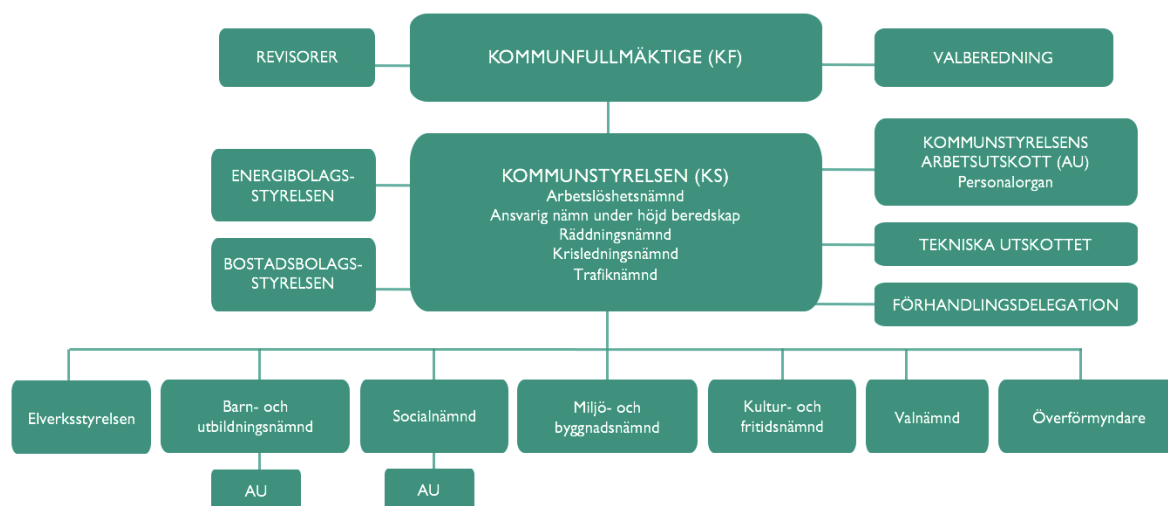 REVISORER
KOMMUNFULLMÄKTIGE (KF)
VALBEREDNING
ENERGIBOLAGS-
STYRELSEN
BOSTADSBOLAGS-
STYRELSEN
KOMMUNSTYRELSEN (KS)
Arbetslöshetsnämnd
Ansvarig nämn under höjd beredskap
Räddningsnämnd
Krisledningsnämnd
Trafiknämnd
KOMMUNSTYRELSENS
ARBETSUTSKOTT (AU)
Personalorgan
TEKNISKA UTSKOTTET
FÖRHANDLINGSDELEGATION
Elverksstyrelsen
Barn- och
utbildningsnämnd
Socialnämnd
Miljö- och
byggnadsnämnd
Kultur- och
fritidsnämnd
Valnämnd
Överförmyndare
AU
AU